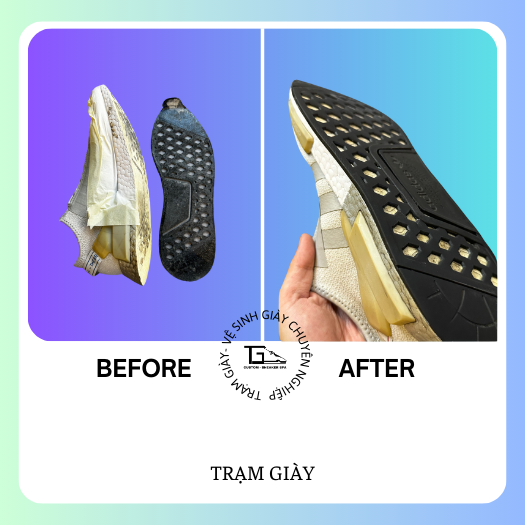 BEFORE
AFTER
TRẠM GIÀY - VỆ SINH GIÀY CHUYÊN NGHIỆP
TG
CUSTOM - SNEAKER SPA
TRẠM GIÀY